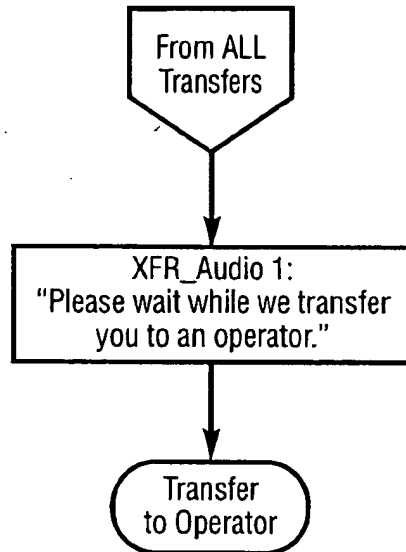 From ALL
Transfers
XFR_Audio 1:
“Please wait while we transfer
you to an operator.”
Transfer
to Operator